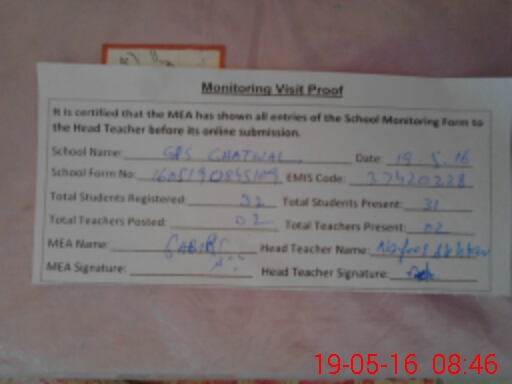 Monitoring Visit Proof
It is certified that the MEA has shown all entries of the School Monitoring Form to
the Head Teacher before its online submission.
School Name: GPS CHATWAL Date: 19.5.16
School Form No: EMIS Code: 37420228
Total Students Registered: 32 Total Students Present: 31
Total Teachers Posted: 02 Total Teachers Present: 02
MEA Name: Head Teacher Name:
MEA Signature: Head Teacher Signature:
19-05-16 08:46